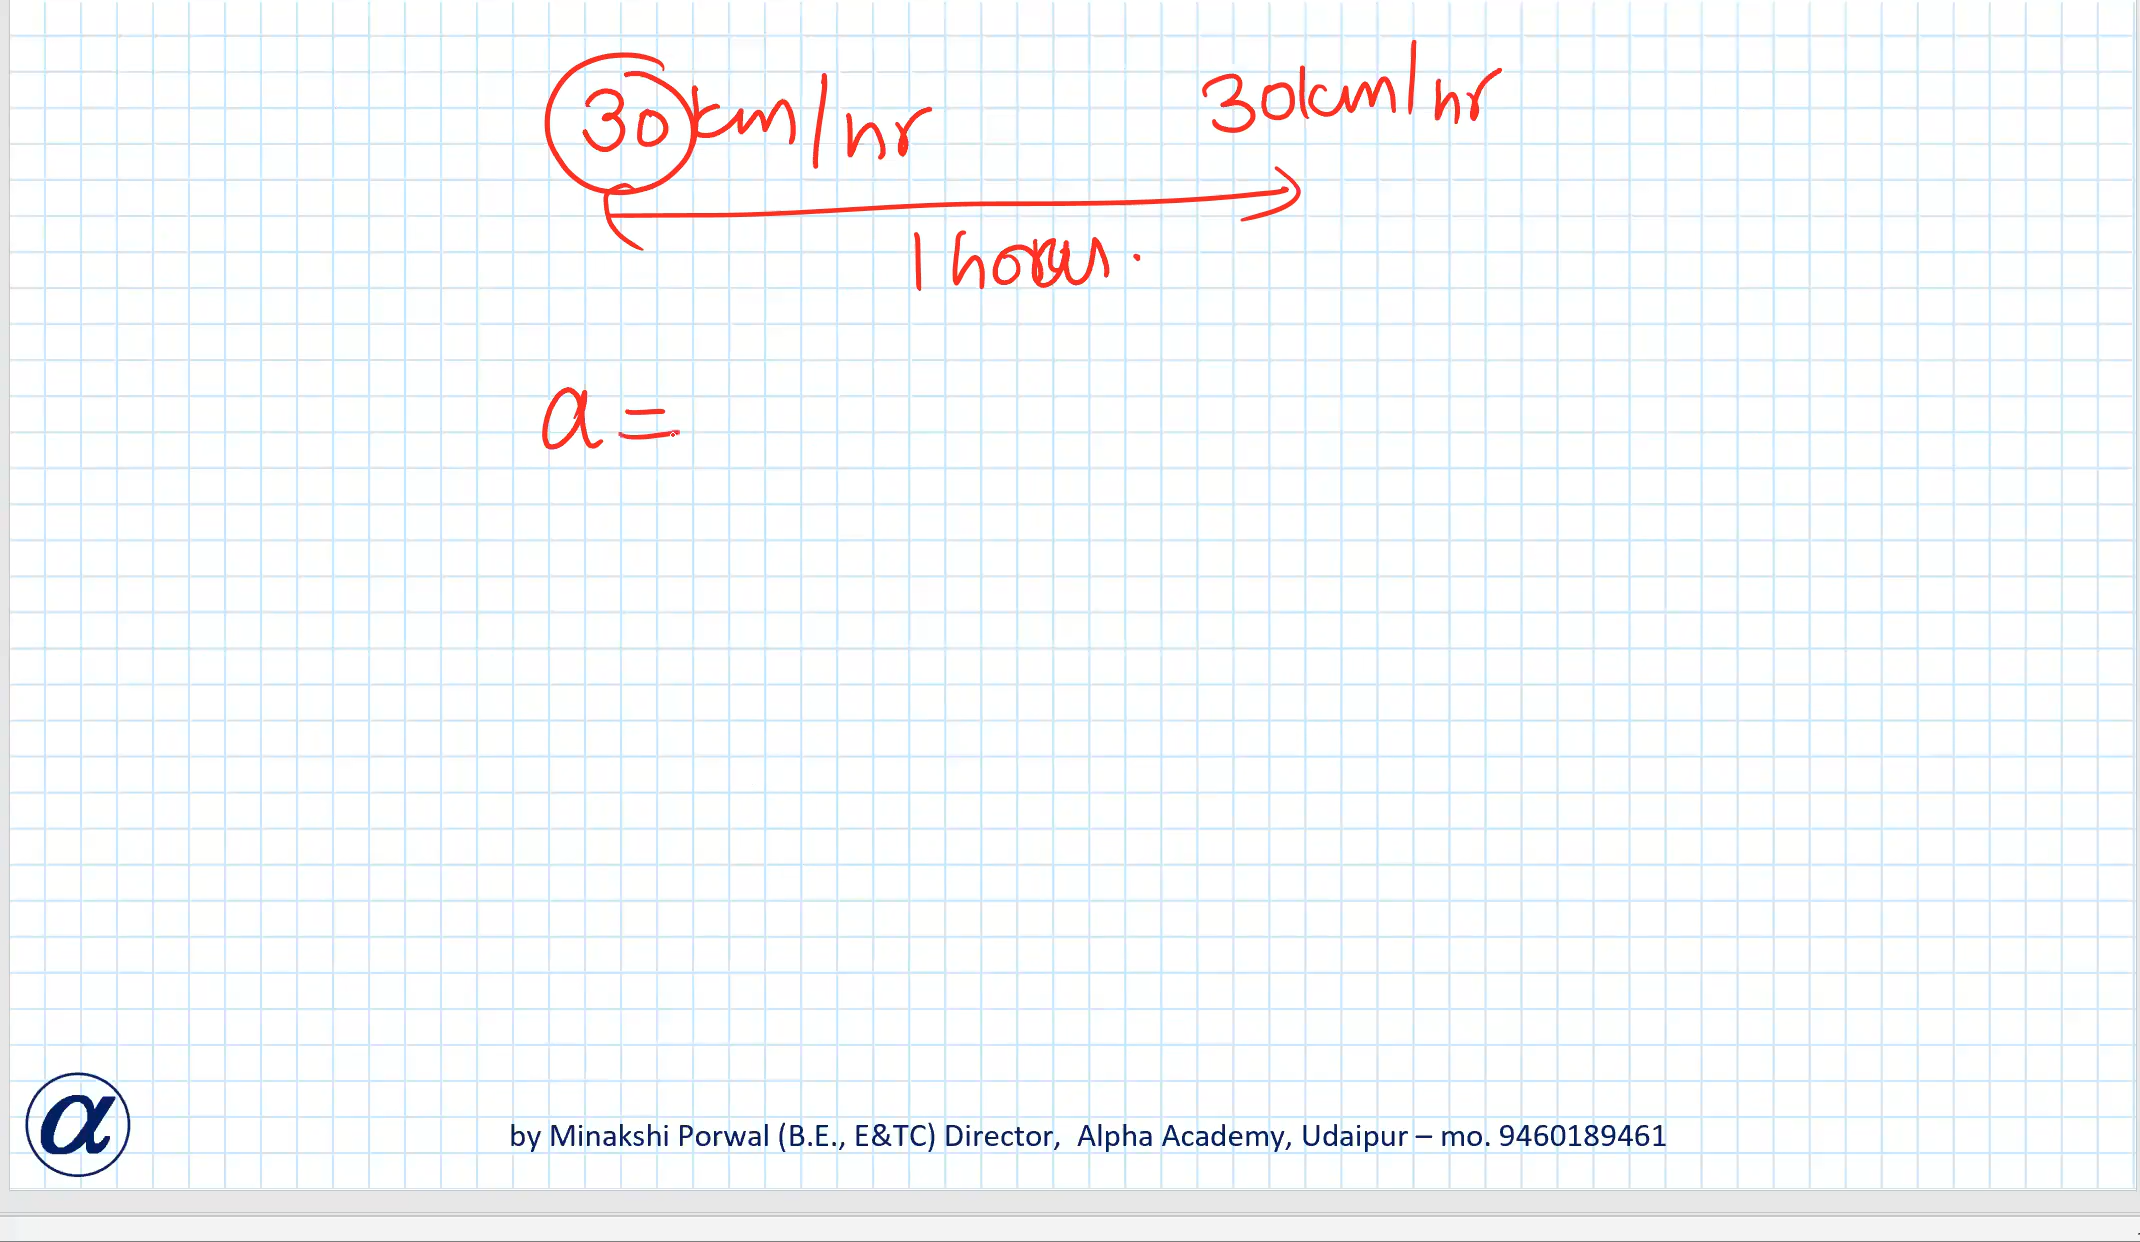 30km/hr 30km/hr
1 hour.
a=
α
by Minakshi Porwal (B.E., E&TC) Director, Alpha Academy, Udaipur – mo. 9460189461